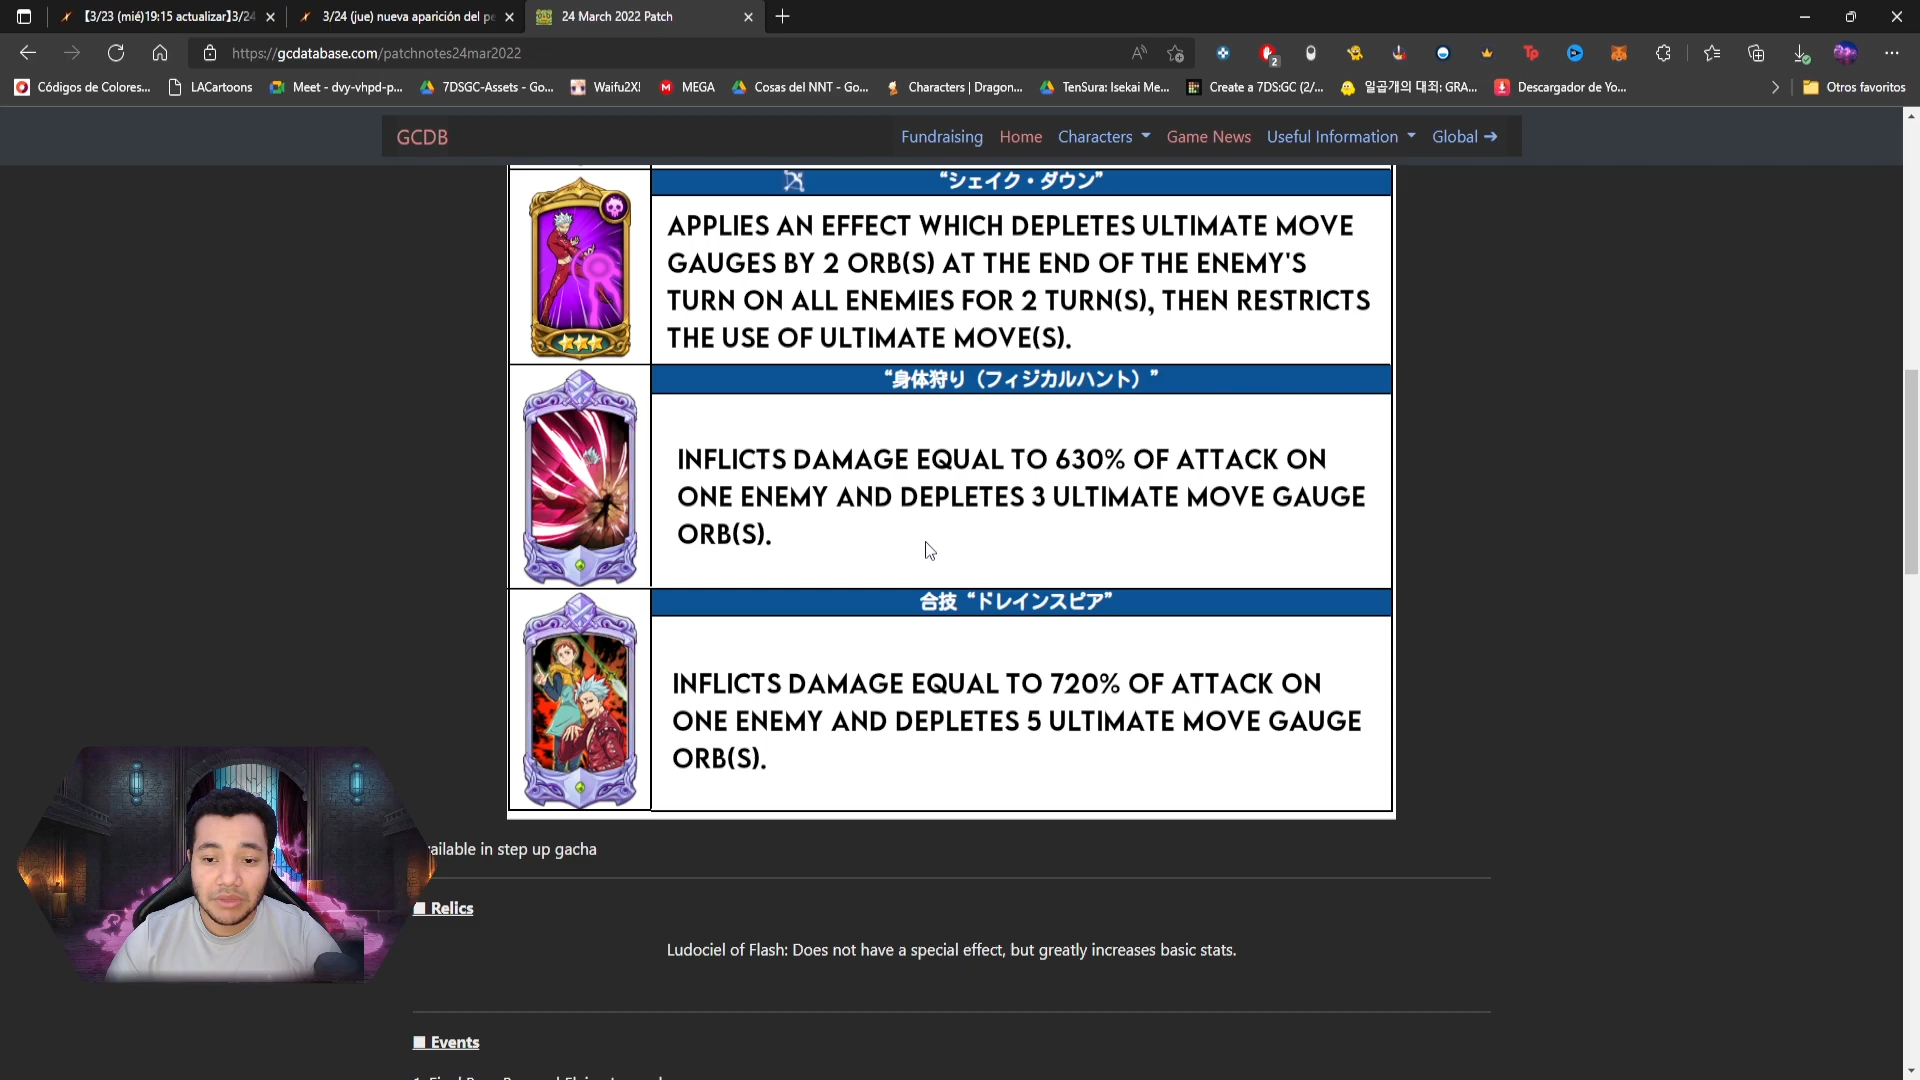 【3/23 (mié)19:15 actualizar】3/24
3/24 (jue) nueva aparición del pe
24 March 2022 Patch
https://gcdatabase.com/patchnotes24mar2022
2
Tp
Códigos de Colores...
LACartoons
Meet - dvy-vhpd-p...
7DSGC-Assets - Go...
Waifu2X!
MEGA
Cosas del NNT - Go...
Characters | Dragon...
TenSura: Isekai Me...
Create a 7DS:GC (2/...
일곱개의 대죄: GRA...
Descargador de Yo...
Otros favoritos
GCDB
Fundraising
Home
Characters
Game News
Useful Information
Global →
“シェイク・ダウン”
APPLIES AN EFFECT WHICH DEPLETES ULTIMATE MOVE
GAUGES BY 2 ORB(S) AT THE END OF THE ENEMY'S
TURN ON ALL ENEMIES FOR 2 TURN(S), THEN RESTRICTS
THE USE OF ULTIMATE MOVE(S).
“身体狩り（フィジカルハント）”
INFLICTS DAMAGE EQUAL TO 630% OF ATTACK ON
ONE ENEMY AND DEPLETES 3 ULTIMATE MOVE GAUGE
ORB(S).
合技 “ドレインスピア”
INFLICTS DAMAGE EQUAL TO 720% OF ATTACK ON
ONE ENEMY AND DEPLETES 5 ULTIMATE MOVE GAUGE
ORB(S).
ailable in step up gacha
■ Relics
Ludociel of Flash: Does not have a special effect, but greatly increases basic stats.
■ Events